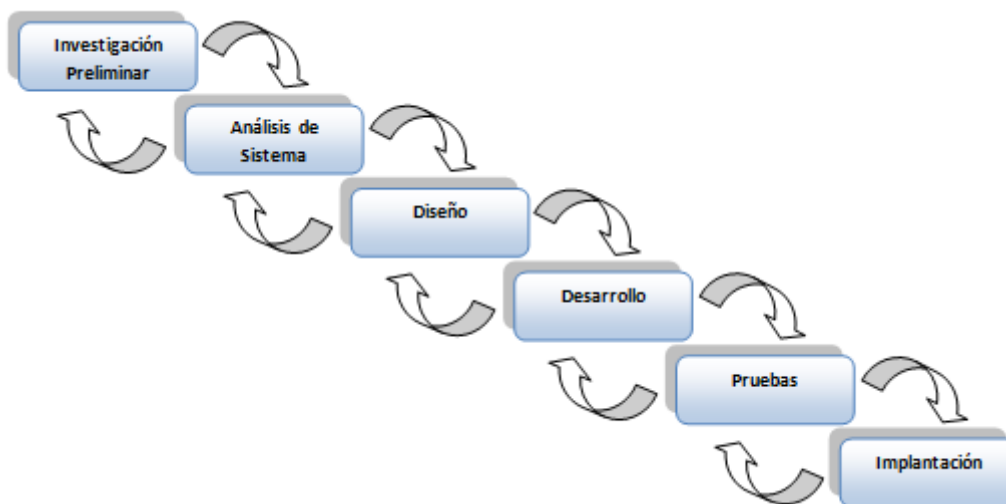 Investigación
Preliminar
Análisis de
Sistema
Diseño
Desarrollo
Pruebas
Implantación